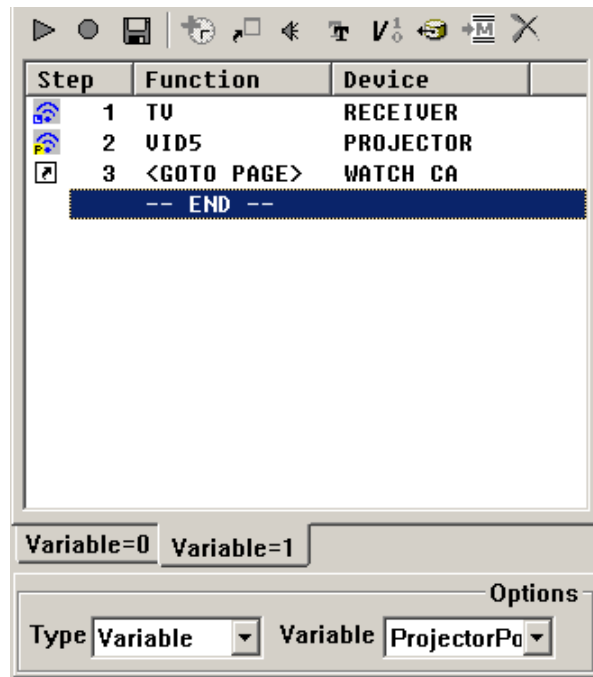 Step Function Device
1 TV RECEIVER
2 VID5 PROJECTOR
3 <GOTO PAGE> WATCH CA
-- END --
Variable=0 Variable=1
Options
Type Variable Variable ProjectorPo